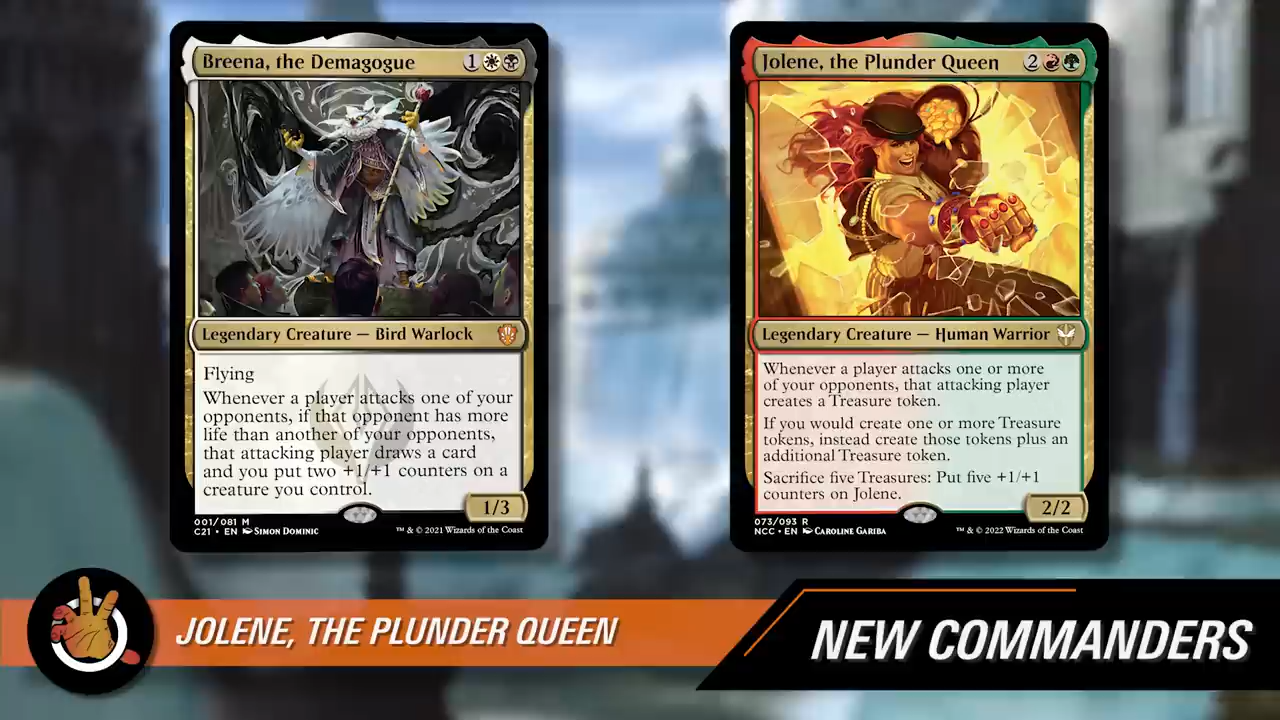 Breena, the Demagogue 1
Legendary Creature — Bird Warlock
Flying
Whenever a player attacks one of your
opponents, if that opponent has more
life than another of your opponents,
that attacking player draws a card
and you put two +1/+1 counters on a
creature you control.
1/3
001/081 M
C21 • EN Simon Dominic
™ & © 2021 Wizards of the Coast
Jolene, the Plunder Queen 2
Legendary Creature — Human Warrior
Whenever a player attacks one or more
of your opponents, that attacking player
creates a Treasure token.
If you would create one or more Treasure
tokens, instead create those tokens plus an
additional Treasure token.
Sacrifice five Treasures: Put five +1/+1
counters on Jolene.
2/2
073/093 R
NCC • EN Caroline Gariba
™ & © 2022 Wizards of the Coast
JOLENE, THE PLUNDER QUEEN
NEW COMMANDERS